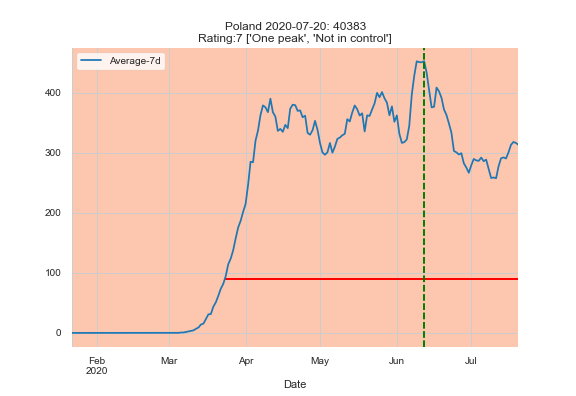 Poland 2020-07-20: 40383
Rating:7 ['One peak', 'Not in control']
Average-7d
400
300
200
100
0
Feb
2020
Mar
Apr
May
Jun
Jul
Date